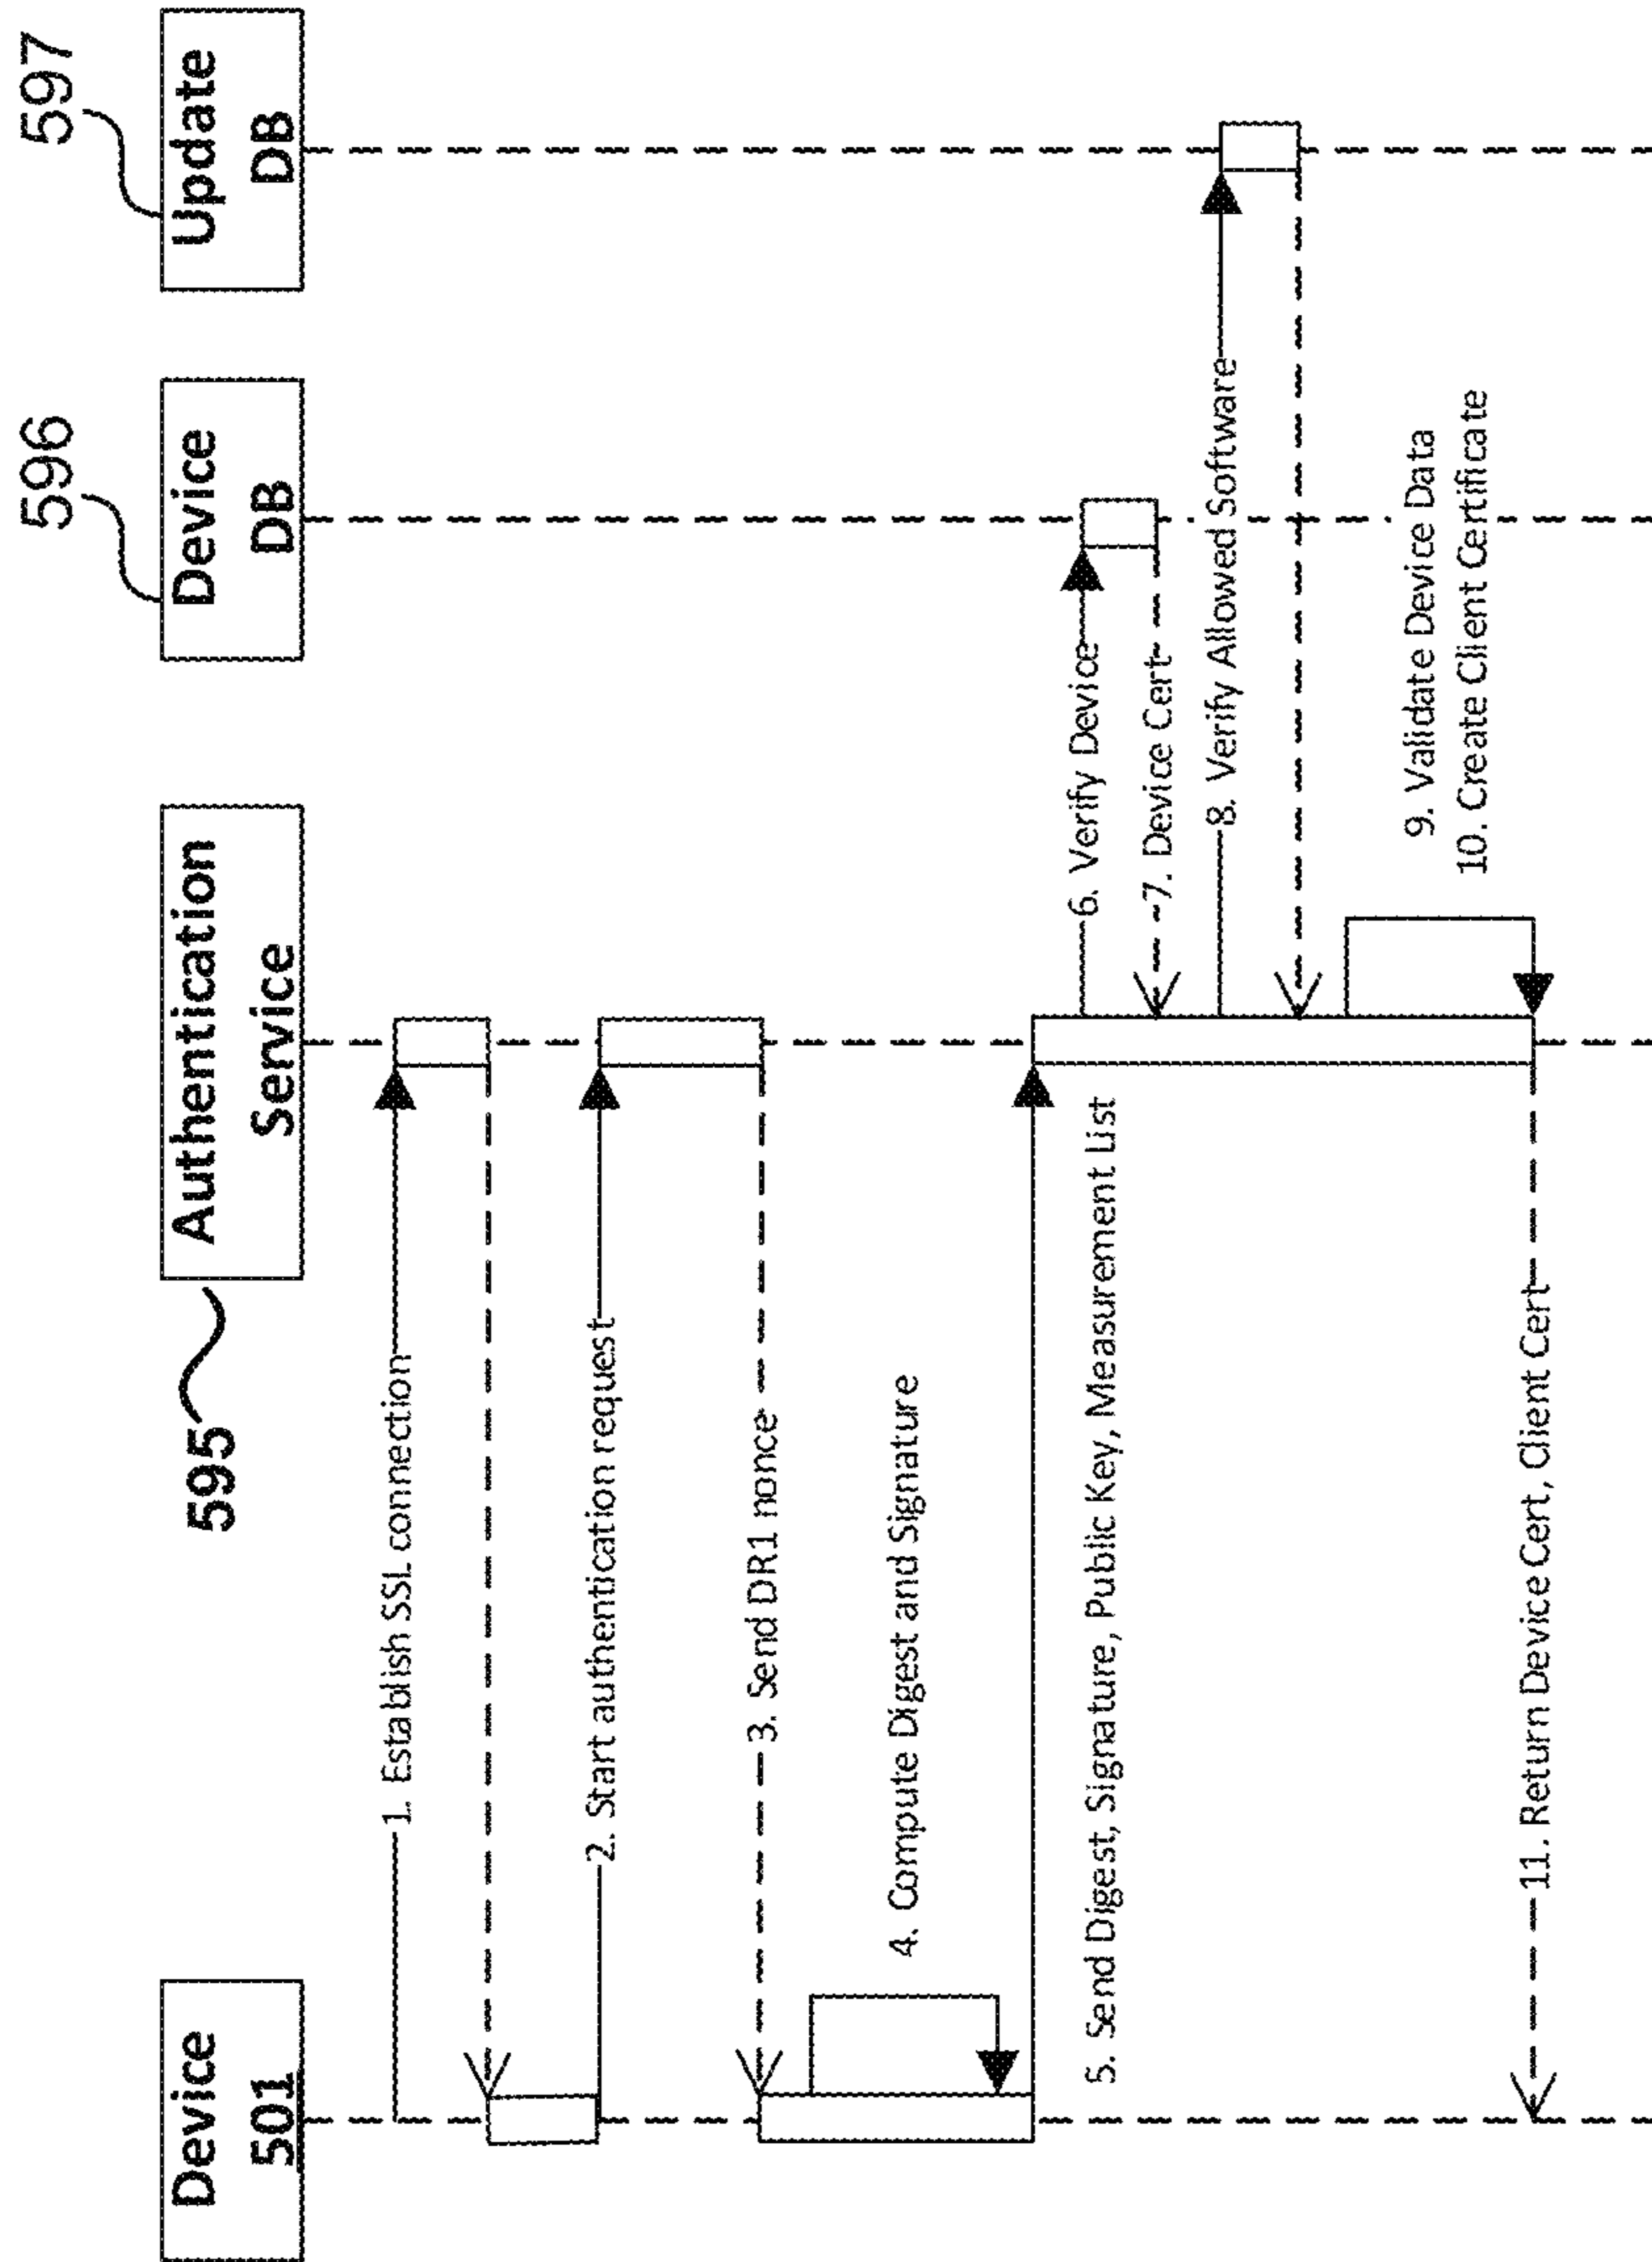 Device
501
595
Authentication
Service
596
Device
DB
597
Update
DB
1. Establish SSL connection
2. Start authentication request
3. Send DR1 nonce
4. Compute Digest and Signature
5. Send Digest, Signature, Public Key, Measurement List
6. Verify Device
7. Device Cert
8. Verify Allowed Software
9. Validate Device Data
10. Create Client Certificate
11. Return Device Cert, Client Cert